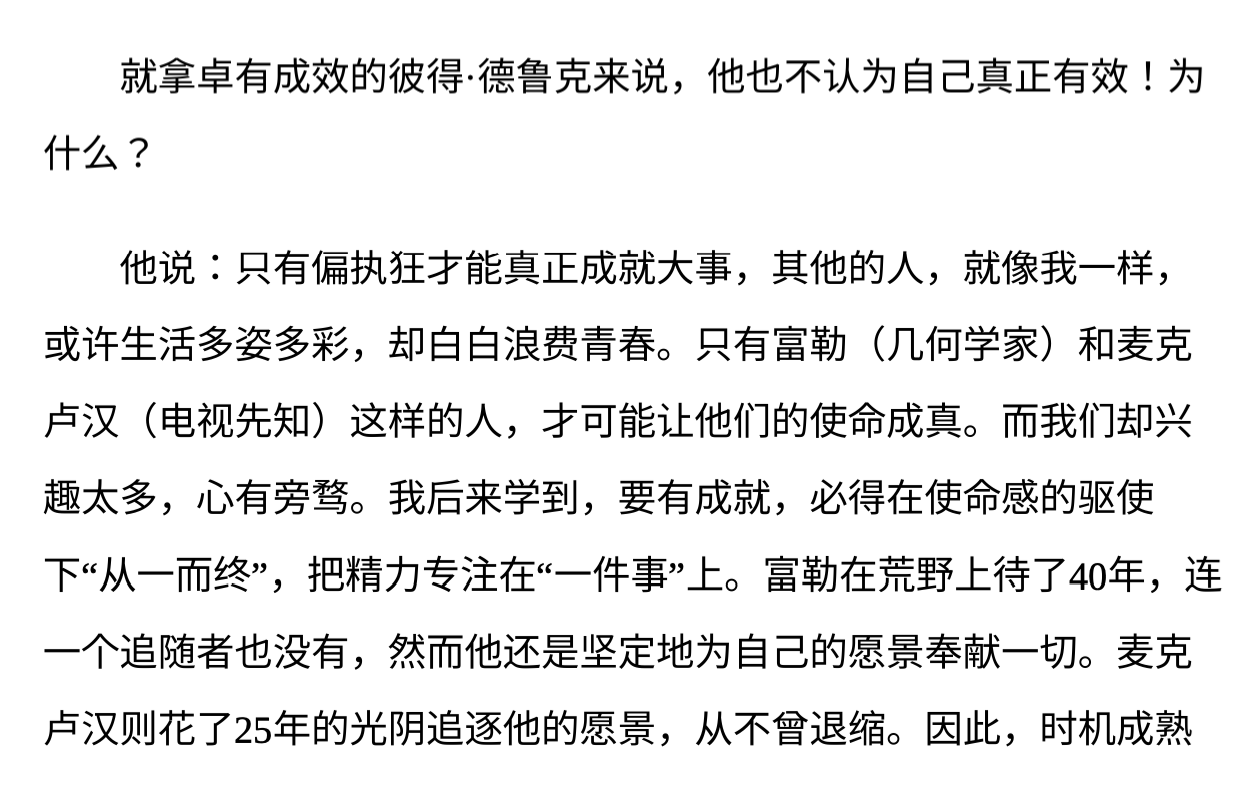 就拿卓有成效的彼得·德鲁克来说，他也不认为自己真正有效！为
什么？
他说：只有偏执狂才能真正成就大事，其他的人，就像我一样，
或许生活多姿多彩，却白白浪费青春。只有富勒（几何学家）和麦克
卢汉（电视先知）这样的人，才可能让他们的使命成真。而我们却兴
趣太多，心有旁骛。我后来学到，要有成就，必得在使命感的驱使
下“从一而终”，把精力专注在“一件事”上。富勒在荒野上待了40年，连
一个追随者也没有，然而他还是坚定地为自己的愿景奉献一切。麦克
卢汉则花了25年的光阴追逐他的愿景，从不曾退缩。因此，时机成熟